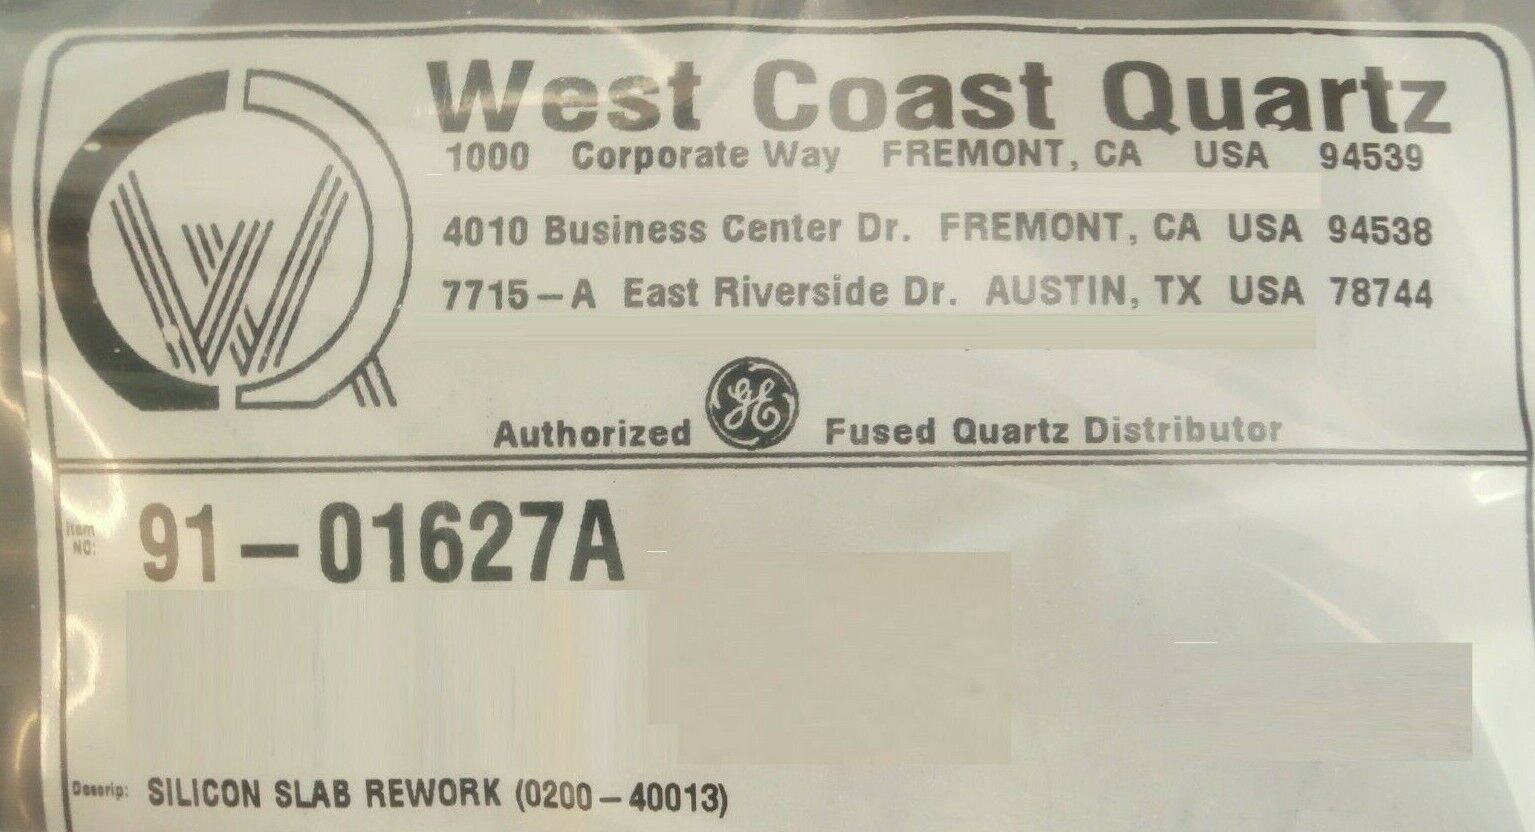 West Coast Quartz
1000 Corporate Way FREMONT, CA USA 94539
4010 Business Center Dr. FREMONT, CA USA 94538
7715-A East Riverside Dr. AUSTIN, TX USA 78744
Authorized GE Fused Quartz Distributor
Item NO: 91-01627A
Descrip: SILICON SLAB REWORK (0200-40013)